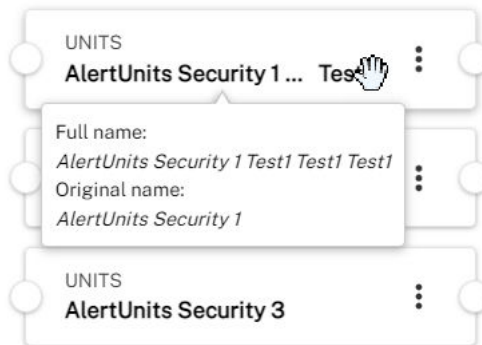 UNITS
AlertUnits Security 1 ...
Full name:
AlertUnits Security 1 Test1 Test1 Test1
Original name:
AlertUnits Security 1
UNITS
AlertUnits Security 3